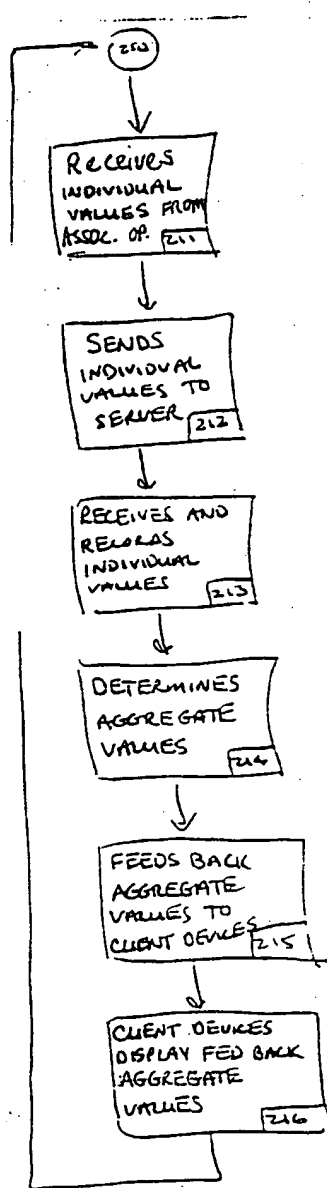 250
RECEIVES
INDIVIDUAL
VALUES FROM
ASSOC. OP.
211
SENDS
INDIVIDUAL
VALUES TO
SERVER
212
RECEIVES AND
RECORDS
INDIVIDUAL
VALUES
213
DETERMINES
AGGREGATE
VALUES
214
FEEDS BACK
AGGREGATE
VALUES TO
CLIENT DEVICES
215
CLIENT DEVICES
DISPLAY FED BACK
AGGREGATE
VALUES
216